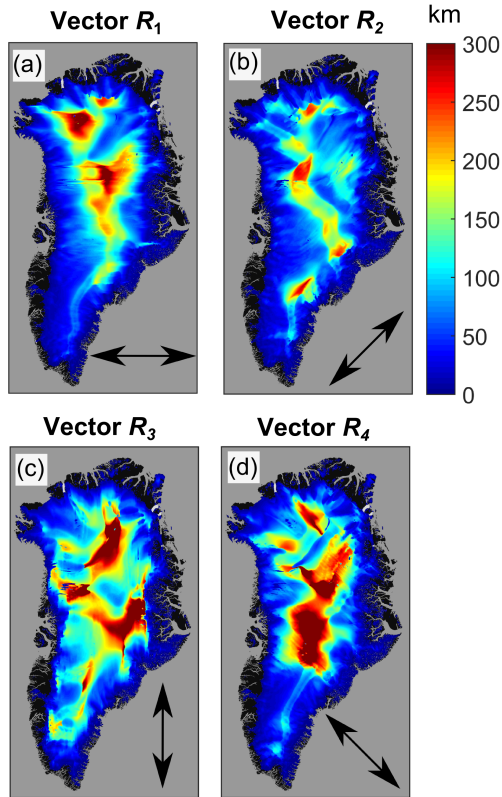 km
Vector R1
Vector R2
(a)
(b)
300
250
200
150
100
50
0
Vector R3
Vector R4
(c)
(d)